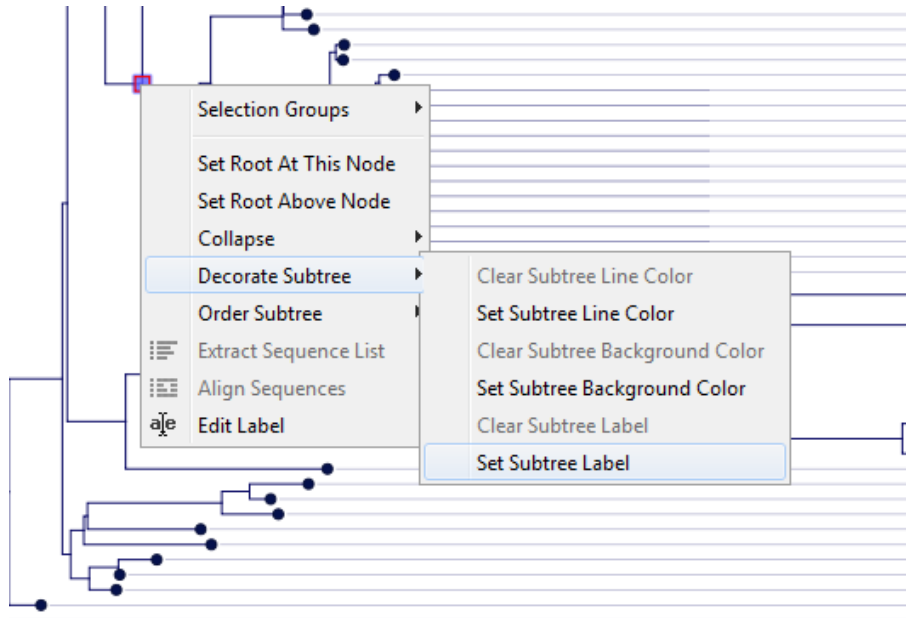 Selection Groups
Set Root At This Node
Set Root Above Node
Collapse
Decorate Subtree
Order Subtree
Extract Sequence List
Align Sequences
Edit Label
Clear Subtree Line Color
Set Subtree Line Color
Clear Subtree Background Color
Set Subtree Background Color
Clear Subtree Label
Set Subtree Label